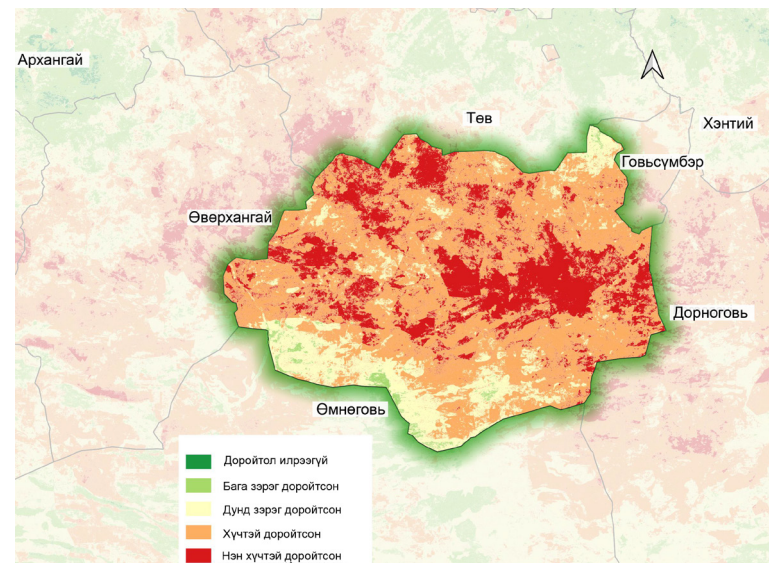 Архангай
Төв
Хэнтий
Говьсүмбэр
Өвөрхангай
Дорноговь
Өмнөговь
Доройтол илрээгүй
Бага зэрэг доройтсон
Дунд зэрэг доройтсон
Хүчтэй доройтсон
Нэн хүчтэй доройтсон